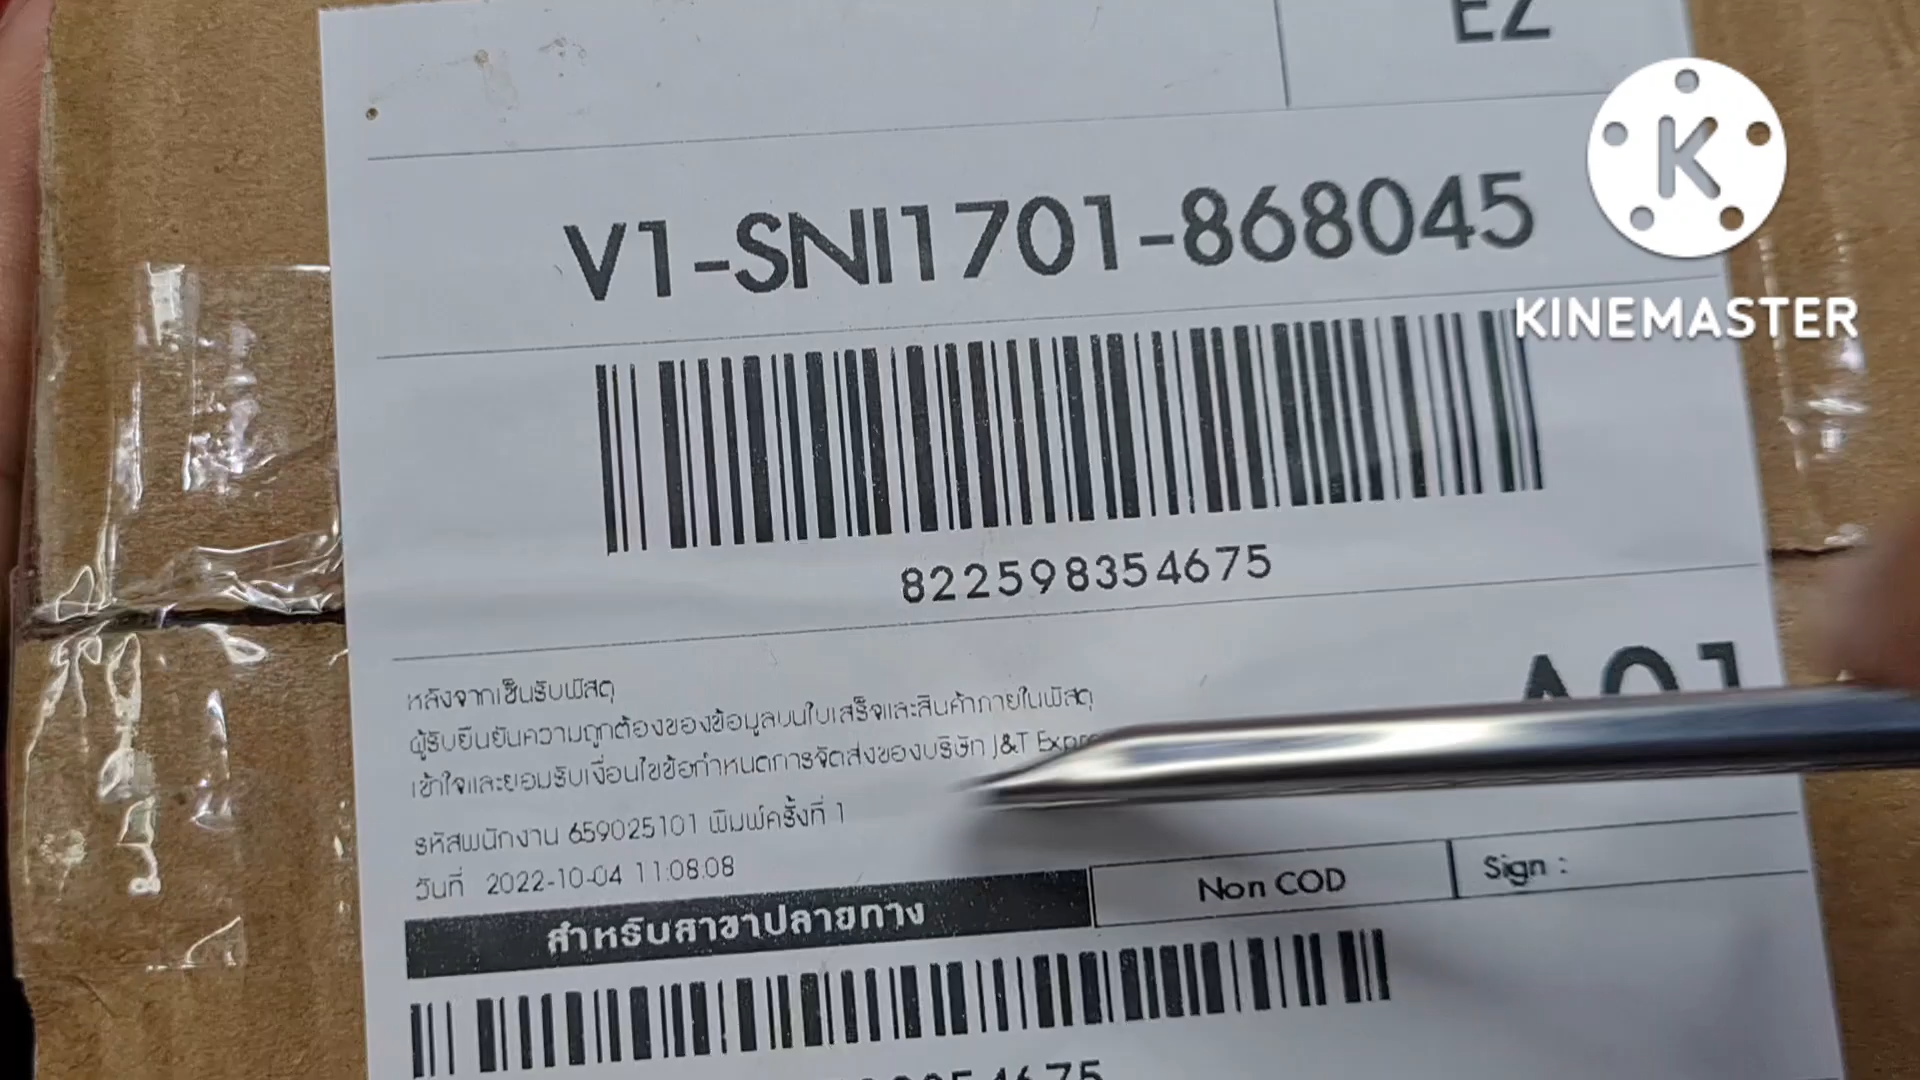 EZ
K
KINEMASTER
V1-SNI1701-868045
822598354675
หลังจากเซ็นรับพัสดุ
ผู้รับยืนยันความถูกต้องของข้อมูลบนใบเสร็จและสินค้าภายในพัสดุ
เข้าใจและยอมรับเงื่อนไขข้อกำหนดการจัดส่งของบริษัท J&T
A01
รหัสพนักงาน 659025101 พิมพ์ครั้งที่ 1
วันที่ 2022-10-04 11:08:08
สำหรับสาขาปลายทาง
Non COD
Sign :